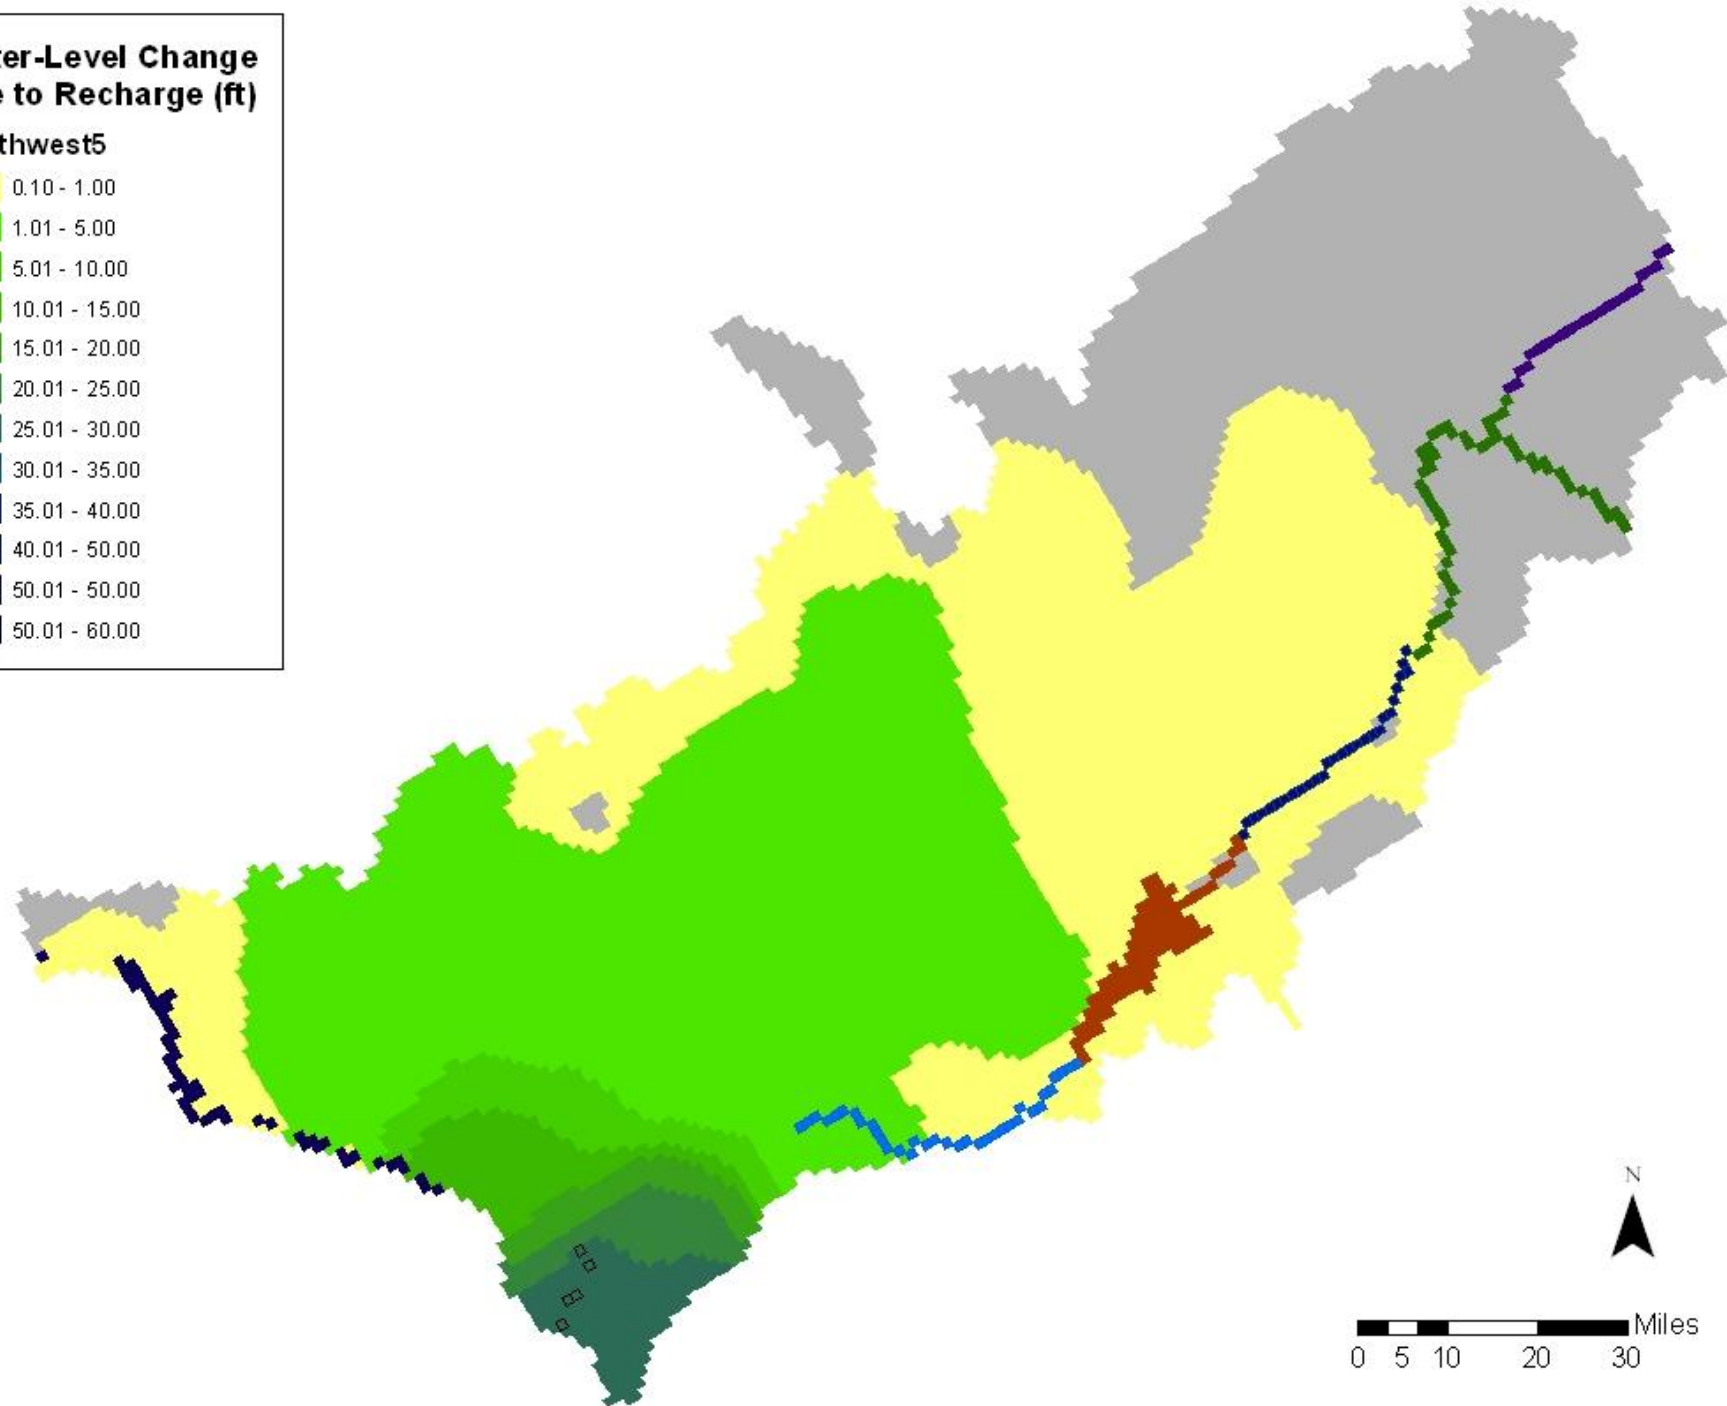 ter-Level Change
e to Recharge (ft)
thwest5
0.10 - 1.00
1.01 - 5.00
5.01 - 10.00
10.01 - 15.00
15.01 - 20.00
20.01 - 25.00
25.01 - 30.00
30.01 - 35.00
35.01 - 40.00
40.01 - 50.00
50.01 - 50.00
50.01 - 60.00
N
Miles
0 5 10 20 30